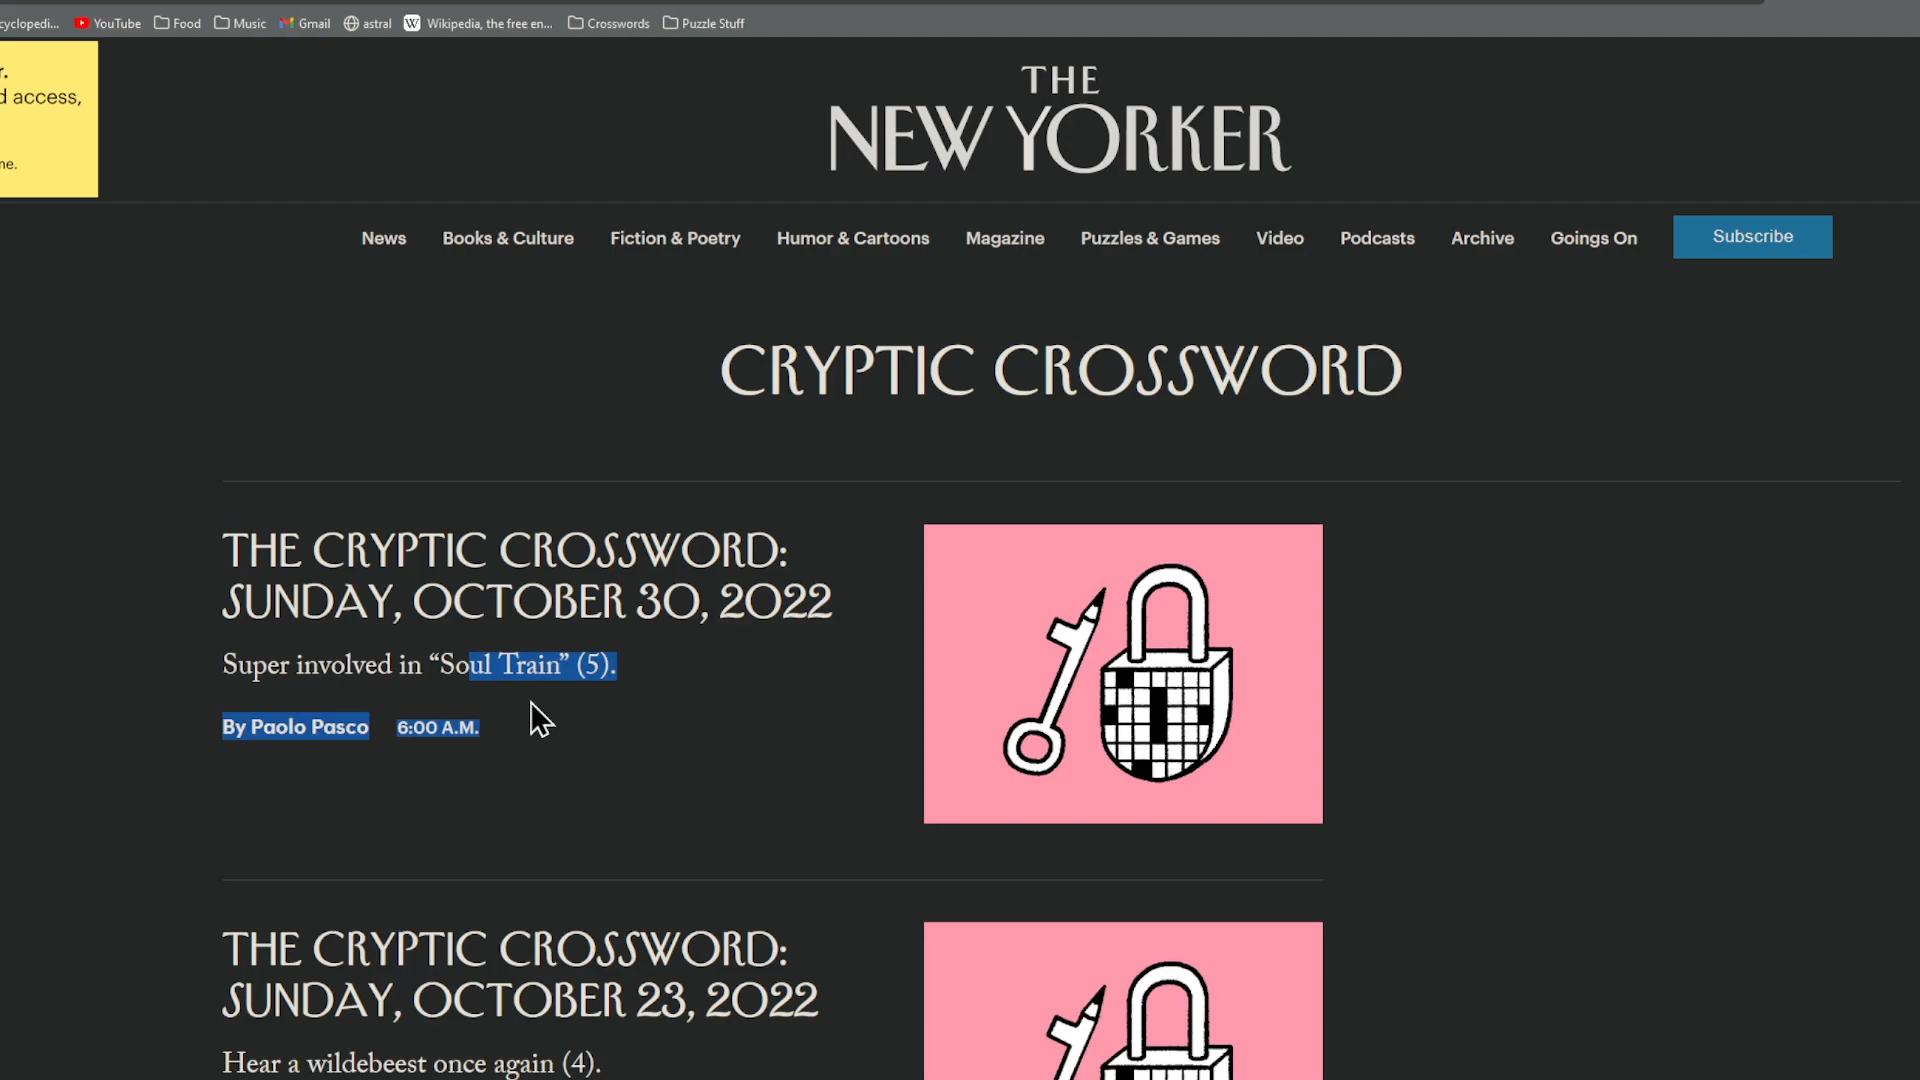 cyclopedi...
YouTube
Food
Music
Gmail
astral
Wikipedia, the free en...
Crosswords
Puzzle Stuff
r.
d access,
ne.
THE
NEW YORKER
News
Books & Culture
Fiction & Poetry
Humor & Cartoons
Magazine
Puzzles & Games
Video
Podcasts
Archive
Goings On
Subscribe
CRYPTIC CROSSWORD
THE CRYPTIC CROSSWORD:
SUNDAY, OCTOBER 30, 2022
Super involved in “Soul Train” (5).
By Paolo Pasco
6:00 A.M.
THE CRYPTIC CROSSWORD:
SUNDAY, OCTOBER 23, 2022
Hear a wildebeest once again (4).